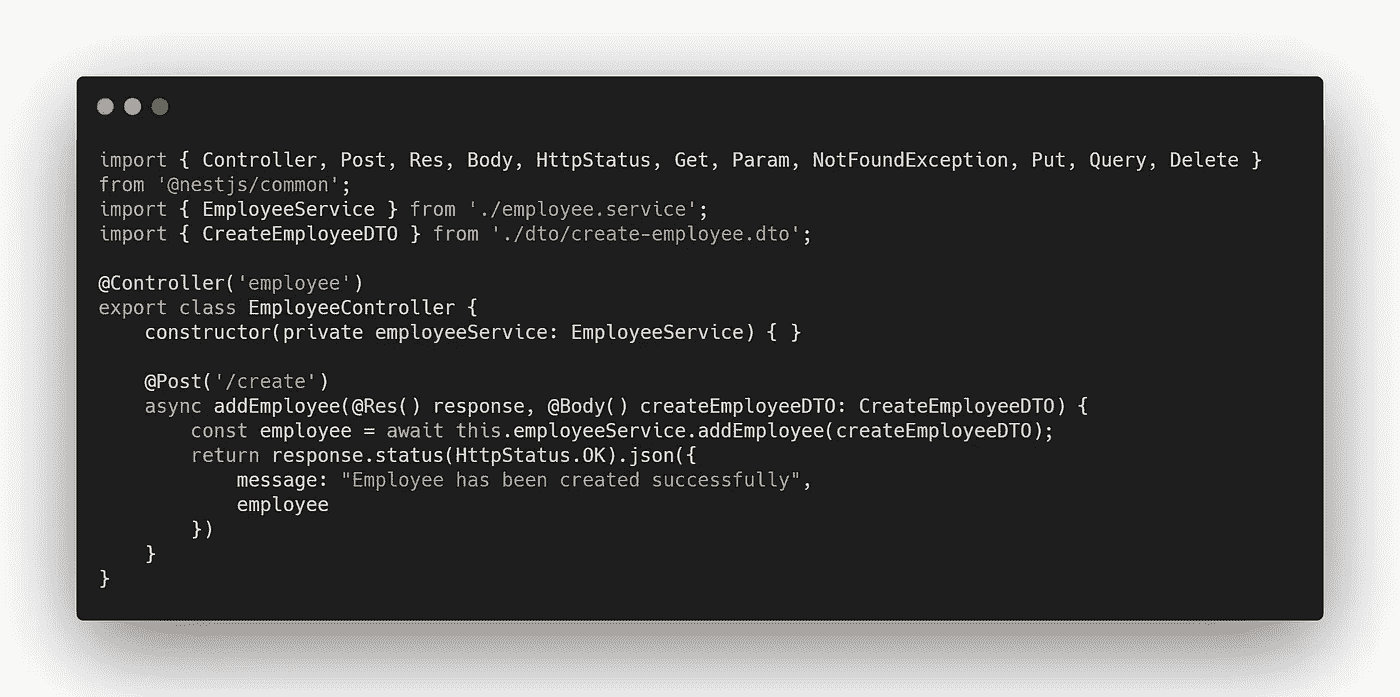 import { Controller, Post, Res, Body, HttpStatus, Get, Param, NotFoundException, Put, Query, Delete }
from '@nestjs/common';
import { EmployeeService } from './employee.service';
import { CreateEmployeeDTO } from './dto/create-employee.dto';

@Controller('employee')
export class EmployeeController {
    constructor(private employeeService: EmployeeService) { }

    @Post('/create')
    async addEmployee(@Res() response, @Body() createEmployeeDTO: CreateEmployeeDTO) {
        const employee = await this.employeeService.addEmployee(createEmployeeDTO);
        return response.status(HttpStatus.OK).json({
            message: "Employee has been created successfully",
            employee
        })
    }
}